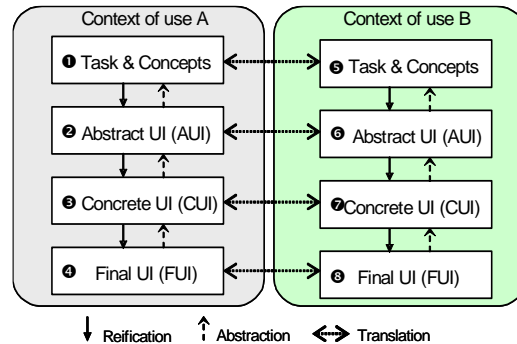 Context of use A
❶ Task & Concepts
❷ Abstract UI (AUI)
❸ Concrete UI (CUI)
❹ Final UI (FUI)
Context of use B
❺ Task & Concepts
❻ Abstract UI (AUI)
❼Concrete UI (CUI)
❽ Final UI (FUI)
Reification Abstraction Translation